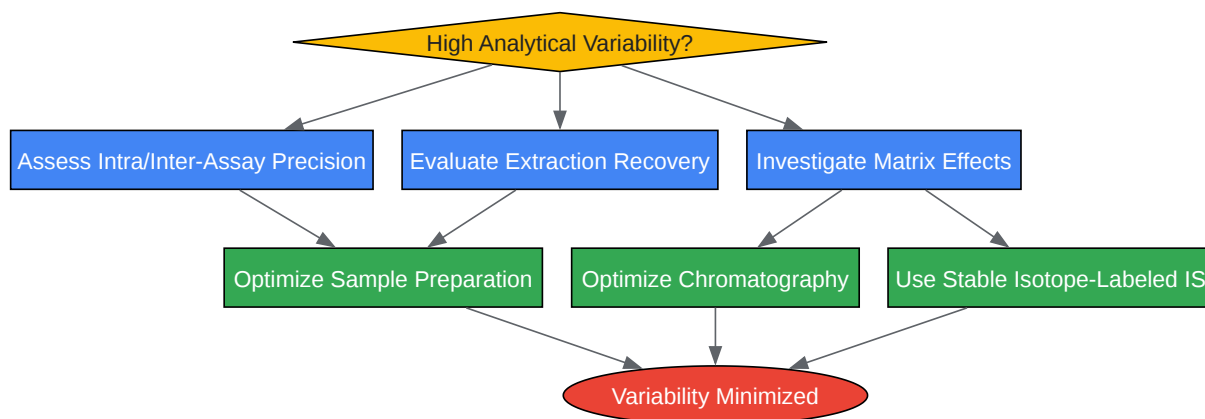 High Analytical Variability?
Assess Intra/Inter-Assay Precision
Evaluate Extraction Recovery
Investigate Matrix Effects
Optimize Sample Preparation
Optimize Chromatography
Use Stable Isotope-Labeled IS
Variability Minimized